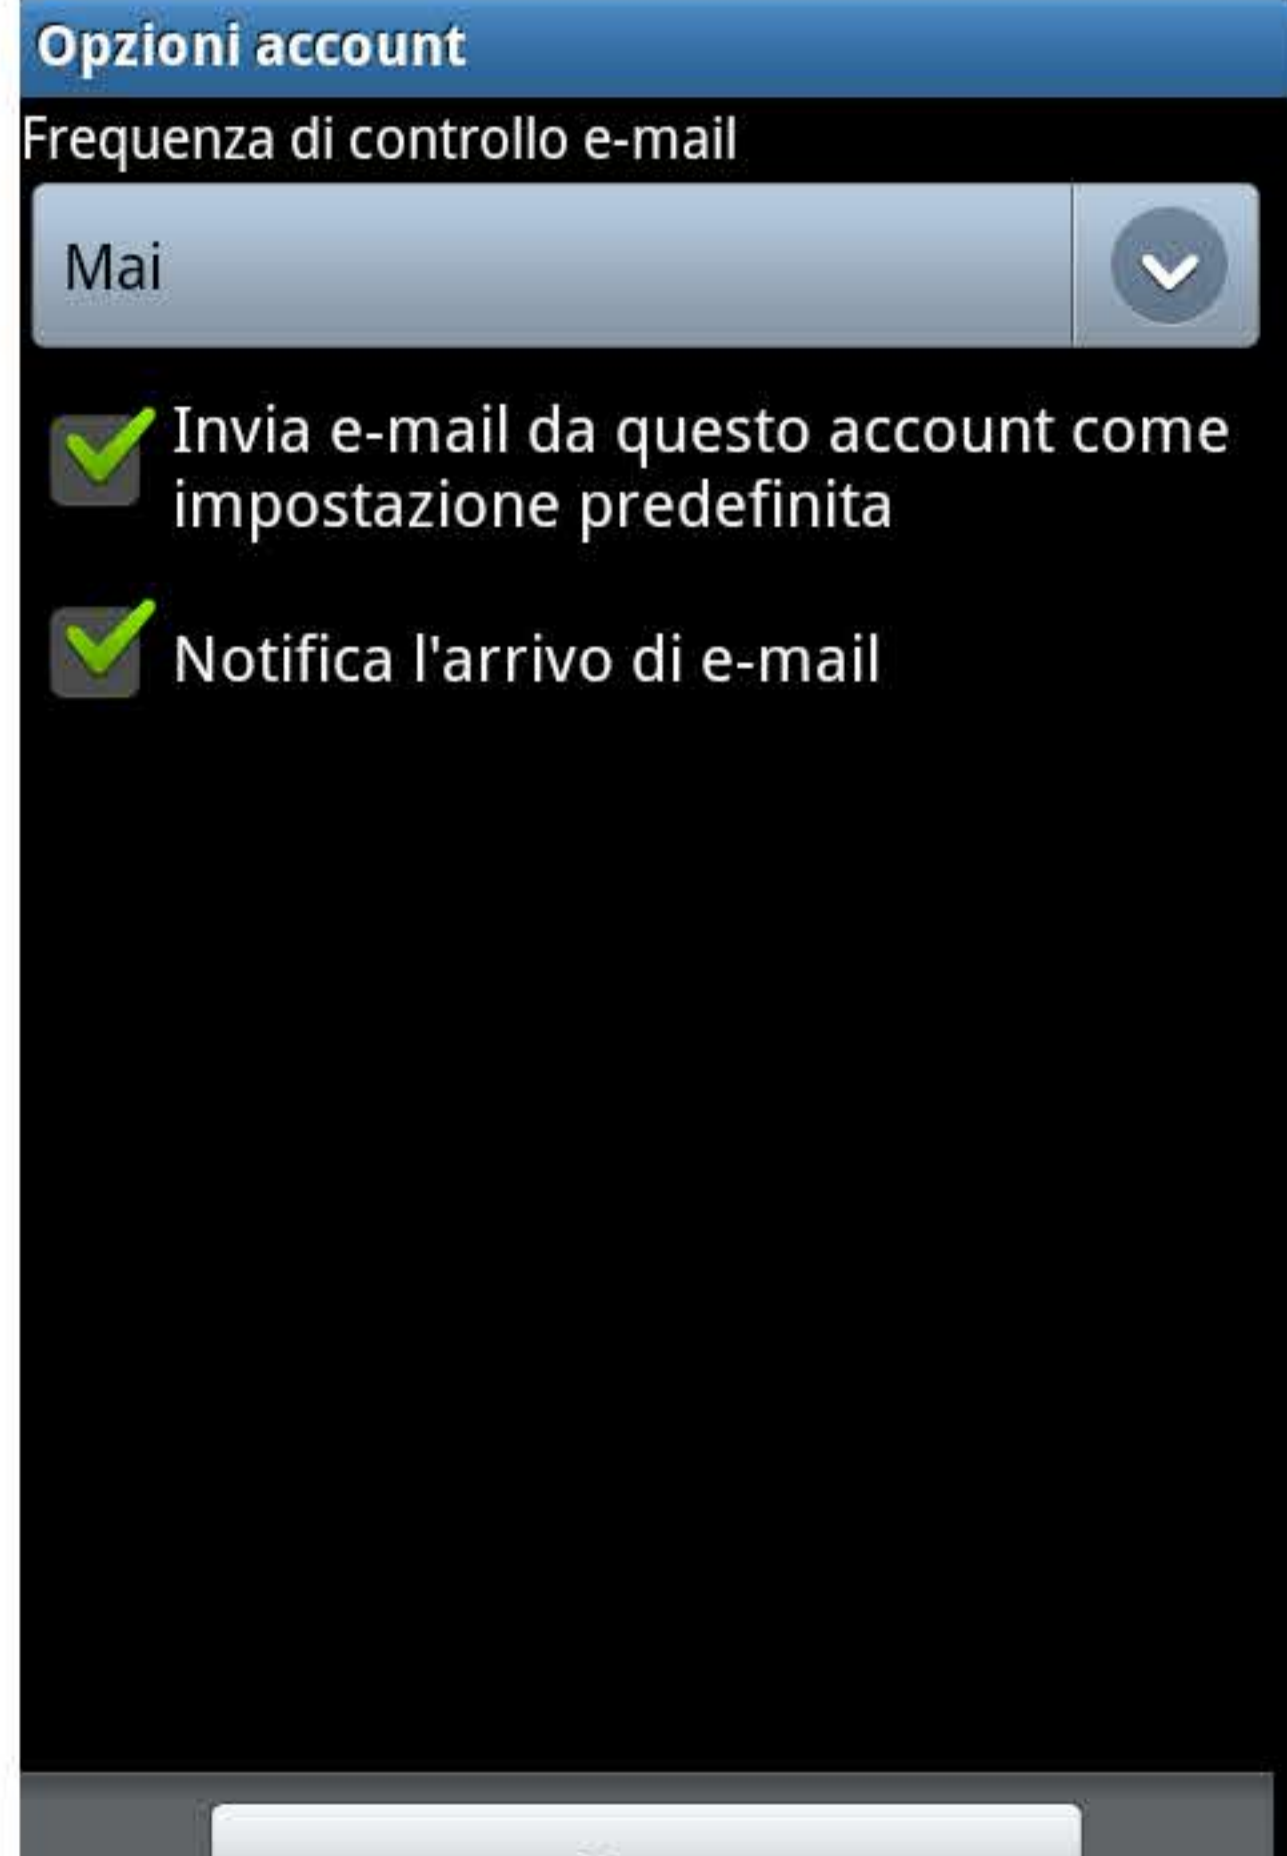 Opzioni account
Frequenza di controllo e-mail
Mai
Invia e-mail da questo account come
impostazione predefinita
Notifica l'arrivo di e-mail